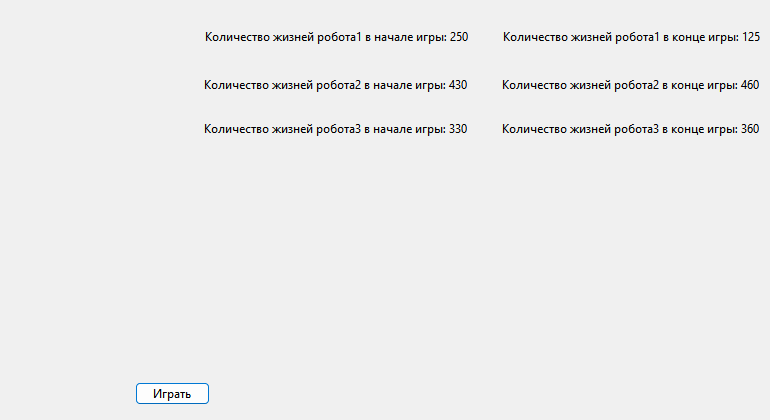 Количество жизней робота1 в начале игры: 250 Количество жизней робота1 в конце игры: 125
Количество жизней робота2 в начале игры: 430 Количество жизней робота2 в конце игры: 460
Количество жизней робота3 в начале игры: 330 Количество жизней робота3 в конце игры: 360
Играть